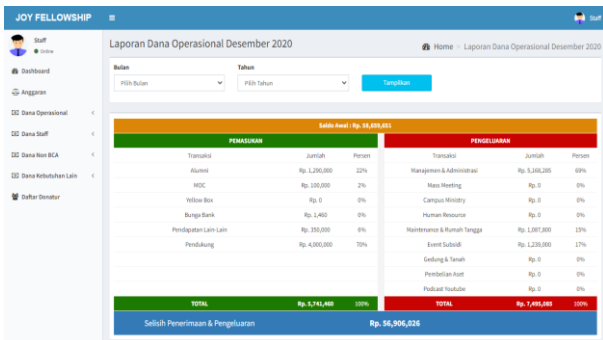 JOY FELLOWSHIP
Staff
Staff
Online
Dashboard
Anggaran
Dana Operasional
Dana Staff
Dana Non BCA
Dana Kebutuhan Lain
Daftar Donatur
Laporan Dana Operasional Desember 2020
Home > Laporan Dana Operasional Desember 2020
Bulan Tahun
Pilih Bulan Pilih Tahun Tampilkan
Saldo Awal : Rp. 58,659,651
PEMASUKAN PENGELUARAN
Transaksi Jumlah Persen Transaksi Jumlah Persen
Alumni Rp. 1,290,000 22% Manajemen & Administrasi Rp. 5,168,285 69%
MDC Rp. 100,000 2% Mass Meeting Rp. 0 0%
Yellow Box Rp. 0 0% Campus Ministry Rp. 0 0%
Bunga Bank Rp. 1,460 0% Human Resource Rp. 0 0%
Pendapatan Lain-Lain Rp. 350,000 6% Maintenance & Rumah Tangga Rp. 1,087,800 15%
Pendukung Rp. 4,000,000 70% Event Subsidi Rp. 1,239,000 17%
Gedung & Tanah Rp. 0 0%
Pembelian Aset Rp. 0 0%
Podcast Youtube Rp. 0 0%
TOTAL Rp. 5,741,460 100% TOTAL Rp. 7,495,085 100%
Selisih Penerimaan & Pengeluaran Rp. 56,906,026